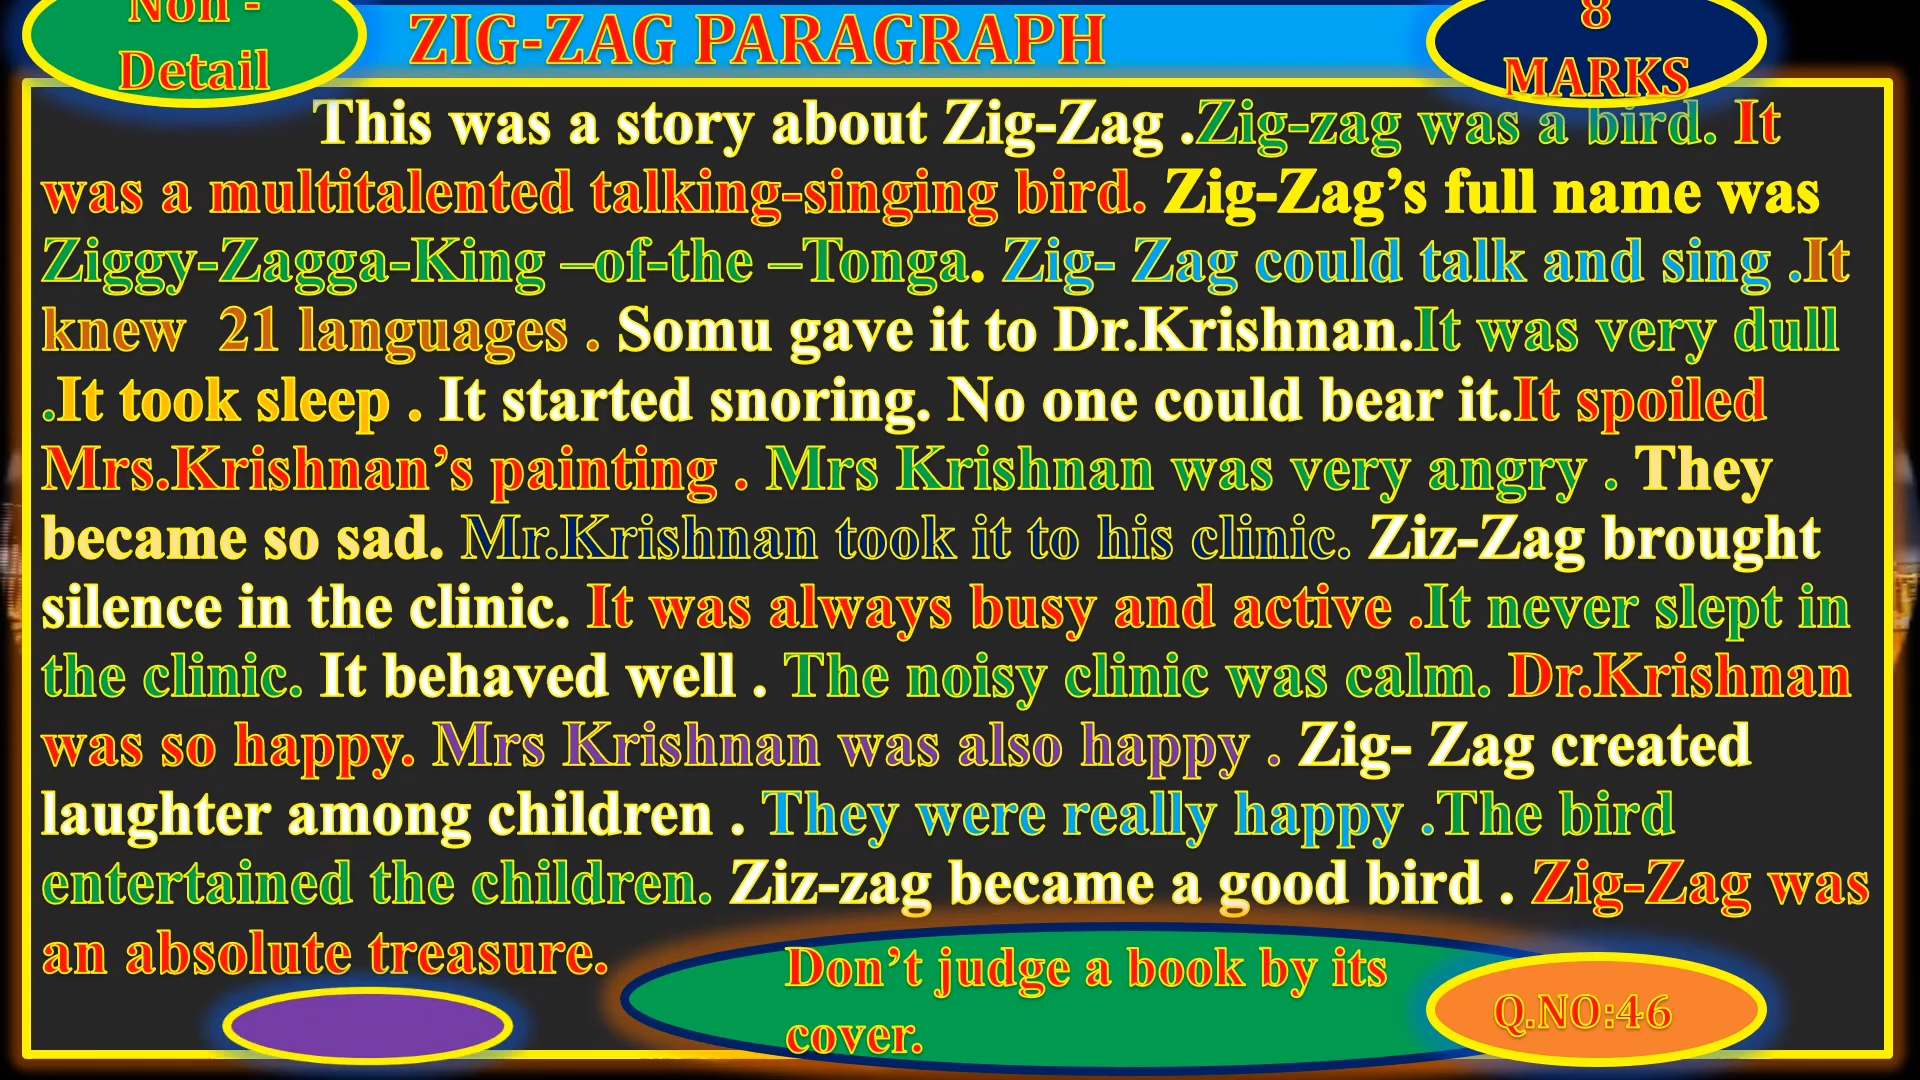 Non -
Detail
ZIG-ZAG PARAGRAPH
8
MARKS
This was a story about Zig-Zag .Zig-zag was a bird. It
was a multitalented talking-singing bird. Zig-Zag’s full name was
Ziggy-Zagga-King –of-the –Tonga. Zig- Zag could talk and sing .It
knew 21 languages . Somu gave it to Dr.Krishnan.It was very dull
.It took sleep . It started snoring. No one could bear it.It spoiled
Mrs.Krishnan’s painting . Mrs Krishnan was very angry . They
became so sad. Mr.Krishnan took it to his clinic. Ziz-Zag brought
silence in the clinic. It was always busy and active .It never slept in
the clinic. It behaved well . The noisy clinic was calm. Dr.Krishnan
was so happy. Mrs Krishnan was also happy . Zig- Zag created
laughter among children . They were really happy .The bird
entertained the children. Ziz-zag became a good bird . Zig-Zag was
an absolute treasure.
Don’t judge a book by its
cover.
Q.NO:46